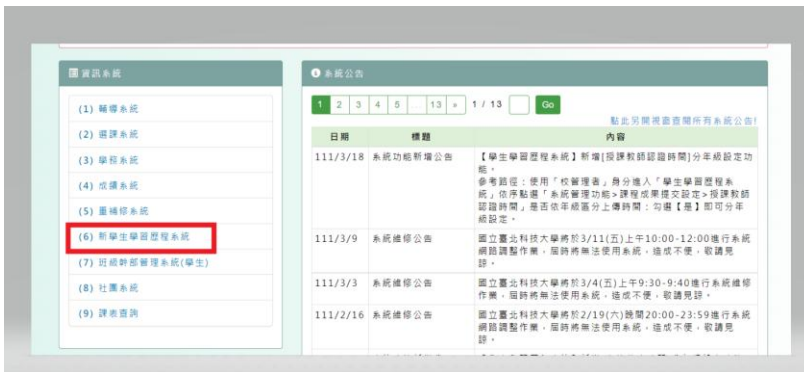 資訊系統
(1) 輔導系統
(2) 選課系統
(3) 學務系統
(4) 成績系統
(5) 重補修系統
(6) 新學生學習歷程系統
(7) 班級幹部管理系統(學生)
(8) 社團系統
(9) 課表查詢
系統公告
1 2 3 4 5 ... 13 » 1 / 13 Go
點此另開視窗查閱所有系統公告!
日期 標題 內容
111/3/18 系統功能新增公告 【學生學習歷程系統】新增[授課教師認證時間]分年級設定功
能。
參考路徑：使用「校管理者」身分進入「學生學習歷程系
統」依序點選「系統管理功能>課程成果提交設定>授課教師
認證時間」是否依年級區分上傳時間：勾選【是】即可分年
級設定。
111/3/9 系統維修公告 國立臺北科技大學將於3/11(五)上午10:00-12:00進行系統
網路調整作業，屆時將無法使用系統，造成不便，敬請見
諒。
111/3/3 系統維修公告 國立臺北科技大學將於3/4(五)上午9:30-9:40進行系統維修
作業，屆時將無法使用系統，造成不便，敬請見諒。
111/2/16 系統維修公告 國立臺北科技大學將於2/19(六)晚間20:00-23:59進行系統
網路調整作業，屆時將無法使用系統，造成不便，敬請見
諒。